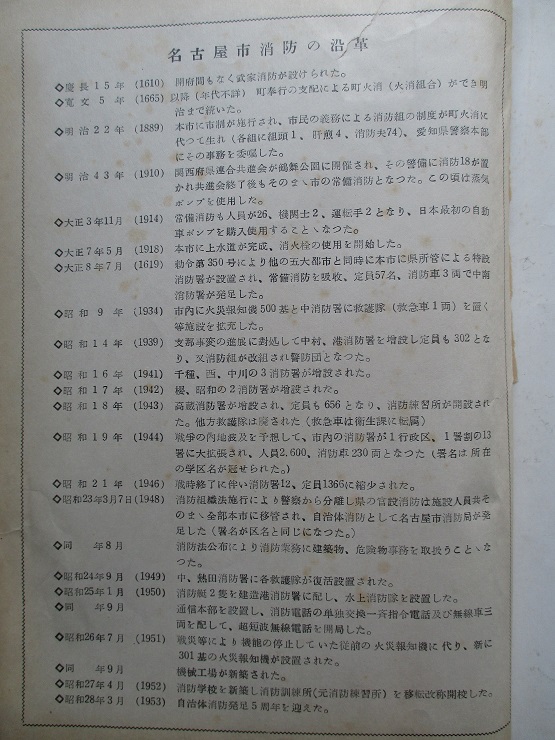 名古屋市消防の沿革
◇慶長15年 (1610) 開府間もなく武家消防が設けられた。
◇寛文5年 (1665) 以降（年代不詳） 町奉行の支配による町火消（火消組合）ができ明
治まで続いた。
◇明治22年 (1889) 本市に市制が施行され、市民の義務による消防組の制度が町火消に
代つて生れ（各組に組頭1、肝煎4、消防夫74）、愛知県警察本部
にその事務を委嘱した。
◇明治43年 (1910) 関西府県連合共進会が鶴舞公園に開催され、その警備に消防18が置
かれ共進会終了後もそのまゝ市の常備消防となつた。この頃は蒸気
ポンプを使用した。
◇大正3年11月 (1914) 常備消防も人員が26、機関士2、運転手2となり、日本最初の自動
車ポンプを購入使用することゝなつた。
◇大正7年5月 (1918) 本市に上水道が完成、消火栓の使用を開始した。
◇大正8年7月 (1619) 勅令第350号により他の五大都市と同時に本市に県所管による特設
消防署が設置され、常備消防を吸収、定員57名、消防車3両で中南
消防署が発足した。
◇昭和9年 (1934) 市内に火災報知機500基と中消防署に救護隊（救急車1両）を置く
等施設を拡充した。
◇昭和14年 (1939) 支那事変の進展に対処して中村、港消防署を増設し定員も302とな
り、又消防組が改組され警防団となつた。
◇昭和16年 (1941) 千種、西、中川の3消防署が増設された。
◇昭和17年 (1942) 瑞、昭和の2消防署が増設された。
◇昭和18年 (1943) 高蔵消防署が増設され、定員も656となり、消防練習所が開設され
た。他方救護隊は廃された（救急車は衛生課に転属）
◇昭和19年 (1944) 戦争の内地波及を予想して、市内の消防署が1行政区、1署割の13
署に大拡張され、人員2,600、消防車230両となつた（署名は所在
の学区名が冠せられた。）
◇昭和21年 (1946) 戦時終了に伴い消防署12、定員1366に縮少された。
◇昭和23年3月7日 (1948) 消防組織法施行により警察から分離し県の官設消防は施設人員共そ
のまゝ全部本市に移管され、自治体消防として名古屋市消防局が発
足した（署名が区名と同じになつた。）
◇同 年8月 消防法公布により消防業務に建築物、危険物事務を取扱うことゝな
つた。
◇昭和24年9月 (1949) 中、熱田消防署に各救護隊が復活設置された。
◇昭和25年1月 (1950) 消防艇2隻を建造港消防署に配し、水上消防隊を設置した。
◇同 年9月 通信本部を設置し、消防電話の単独交換一斉指令電話及び無線車三
両を配して、超短波無線電話を開局した。
◇昭和26年7月 (1951) 戦災等により機能の停止していた従前の火災報知機に代り、新に
301基の火災報知機が設置された。
◇同 年9月 機械工場が新築された。
◇昭和27年4月 (1952) 消防学校を新築し消防訓練所（元消防練習所）を移転改称開校した。
◇昭和28年3月 (1953) 自治体消防発足5周年を迎えた。